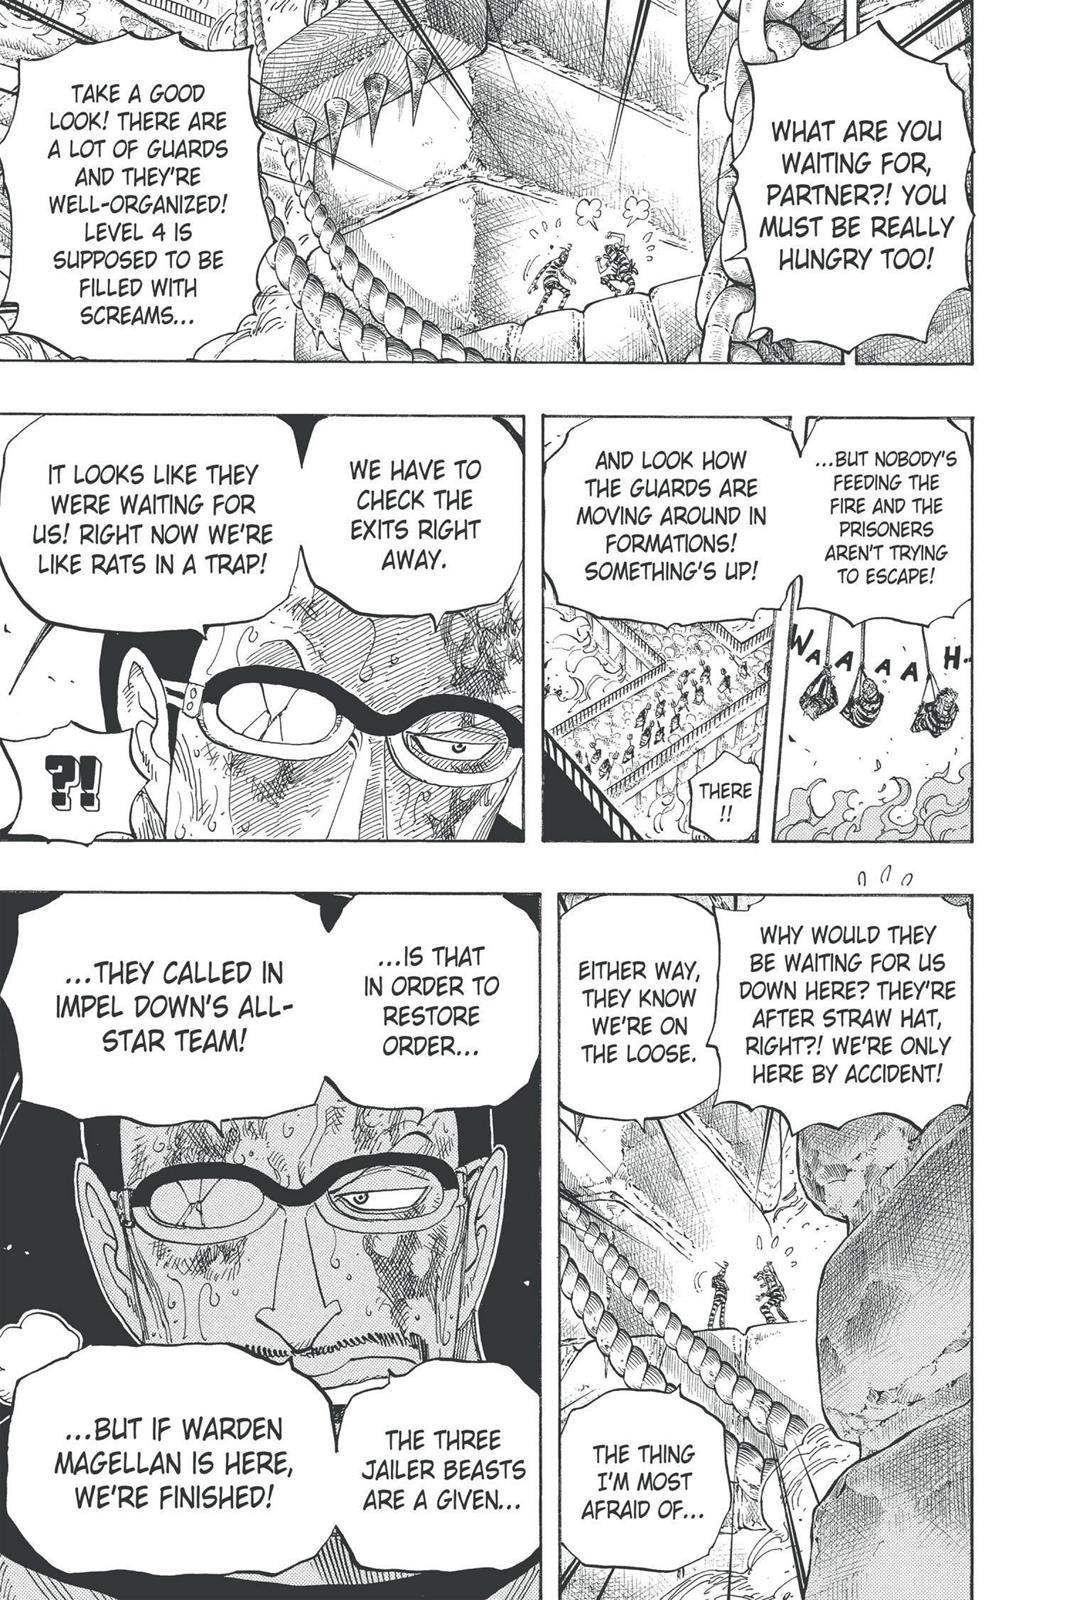 WHAT ARE YOU
WAITING FOR,
PARTNER?! YOU
MUST BE REALLY
HUNGRY TOO!
TAKE A GOOD
LOOK! THERE ARE
A LOT OF GUARDS
AND THEY'RE
WELL-ORGANIZED!
LEVEL 4 IS
SUPPOSED TO BE
FILLED WITH
SCREAMS...
...BUT NOBODY'S
FEEDING THE
FIRE AND THE
PRISONERS
AREN'T TRYING
TO ESCAPE!
WAAAAH...
AND LOOK HOW
THE GUARDS ARE
MOVING AROUND IN
FORMATIONS!
SOMETHING'S UP!
THERE
!!
WE HAVE TO
CHECK THE
EXITS RIGHT
AWAY.
IT LOOKS LIKE THEY
WERE WAITING FOR
US! RIGHT NOW WE'RE
LIKE RATS IN A TRAP!
?!
WHY WOULD THEY
BE WAITING FOR US
DOWN HERE? THEY'RE
AFTER STRAW HAT,
RIGHT?! WE'RE ONLY
HERE BY ACCIDENT!
EITHER WAY,
THEY KNOW
WE'RE ON
THE LOOSE.
THE THING
I'M MOST
AFRAID OF...
...IS THAT
IN ORDER TO
RESTORE
ORDER...
...THEY CALLED IN
IMPEL DOWN'S ALL-
STAR TEAM!
THE THREE
JAILER BEASTS
ARE A GIVEN...
...BUT IF WARDEN
MAGELLAN IS HERE,
WE'RE FINISHED!